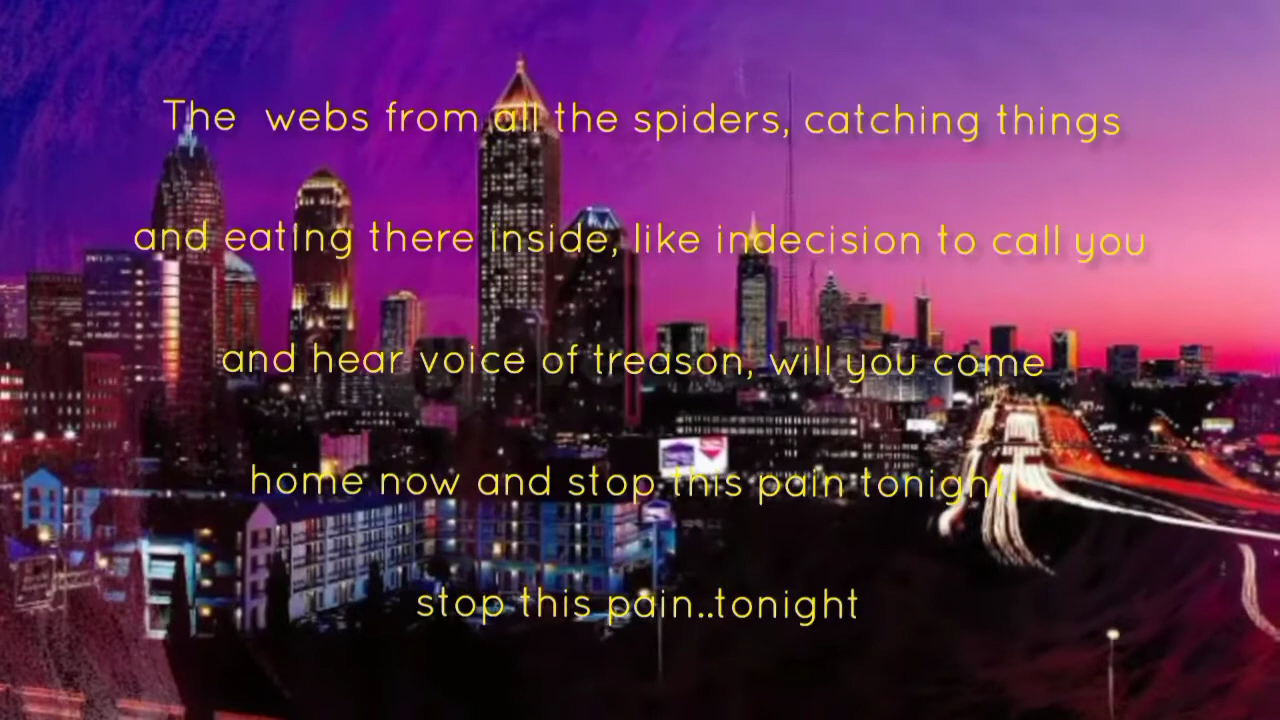 The  webs from all the spiders, catching things
and eating there inside, like indecision to call you
and hear voice of treason, will you come
home now and stop this pain tonight,
stop this pain..tonight